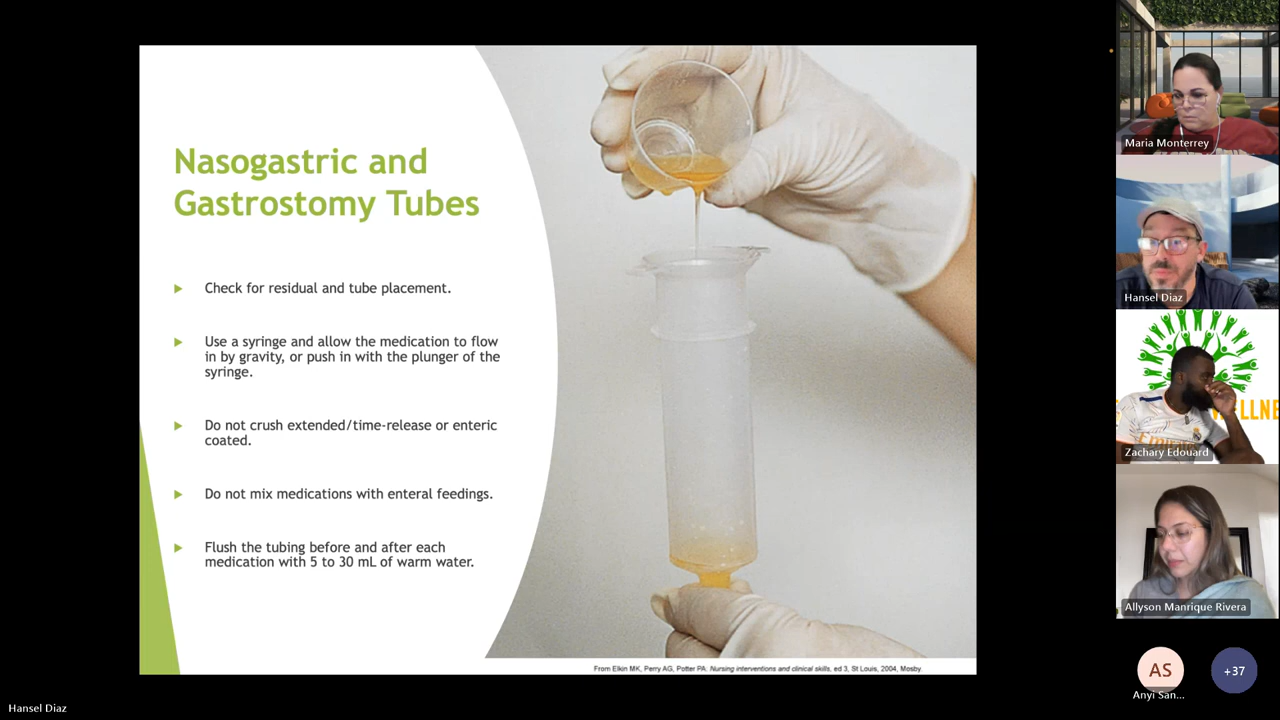 Nasogastric and
Gastrostomy Tubes
Check for residual and tube placement.
Use a syringe and allow the medication to flow
in by gravity, or push in with the plunger of the
syringe.
Do not crush extended/time-release or enteric
coated.
Do not mix medications with enteral feedings.
Flush the tubing before and after each
medication with 5 to 30 mL of warm water.
From Elkin MK, Perry AG, Potter PA. Nursing interventions and clinical skills, ed 3, St Louis, 2004, Mosby.
Maria Monterrey
Hansel Diaz
WELLNE
Zachary Edouard
Allyson Manrique Rivera
AS
Anyi San...
+37
Hansel Diaz